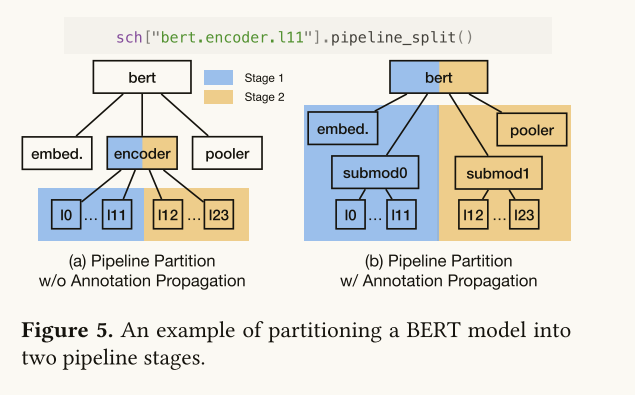 sch["bert.encoder.l11"].pipeline_split()
bert
Stage 1
Stage 2
embed.
encoder
pooler
l0 ... l11 l12 ... l23
(a) Pipeline Partition
w/o Annotation Propagation
bert
embed.
pooler
submod0
submod1
l0 ... l11 l12 ... l23
(b) Pipeline Partition
w/ Annotation Propagation
Figure 5. An example of partitioning a BERT model into
two pipeline stages.